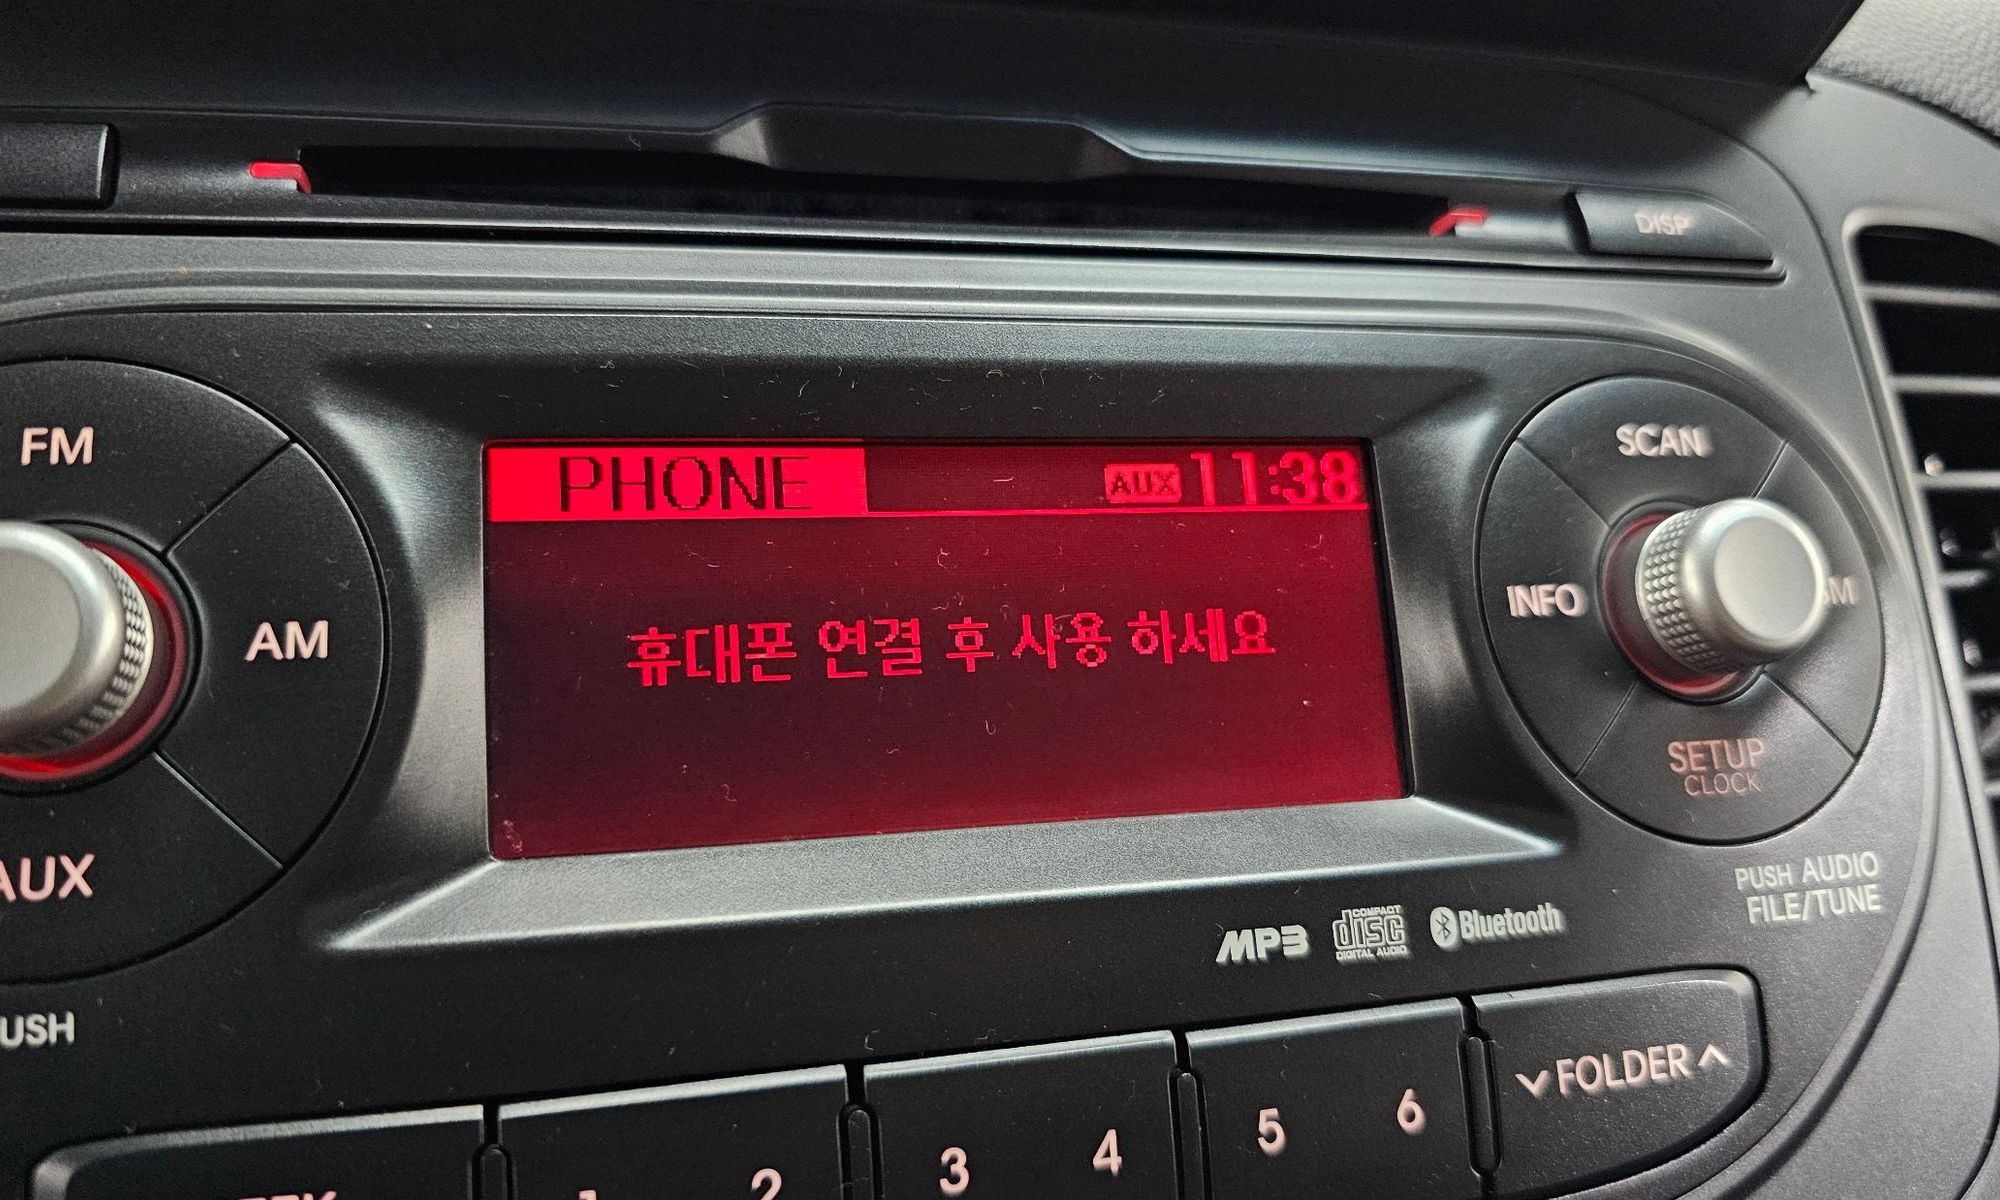 DISP
FM
SCAN
PHONE AUX 11:38
AM
INFO
휴대폰 연결 후 사용 하세요
SETUP
CLOCK
AUX
PUSH AUDIO
FILE/TUNE
MP3 COMPACT disc DIGITAL AUDIO Bluetooth
1 2 3 4 5 6 FOLDER